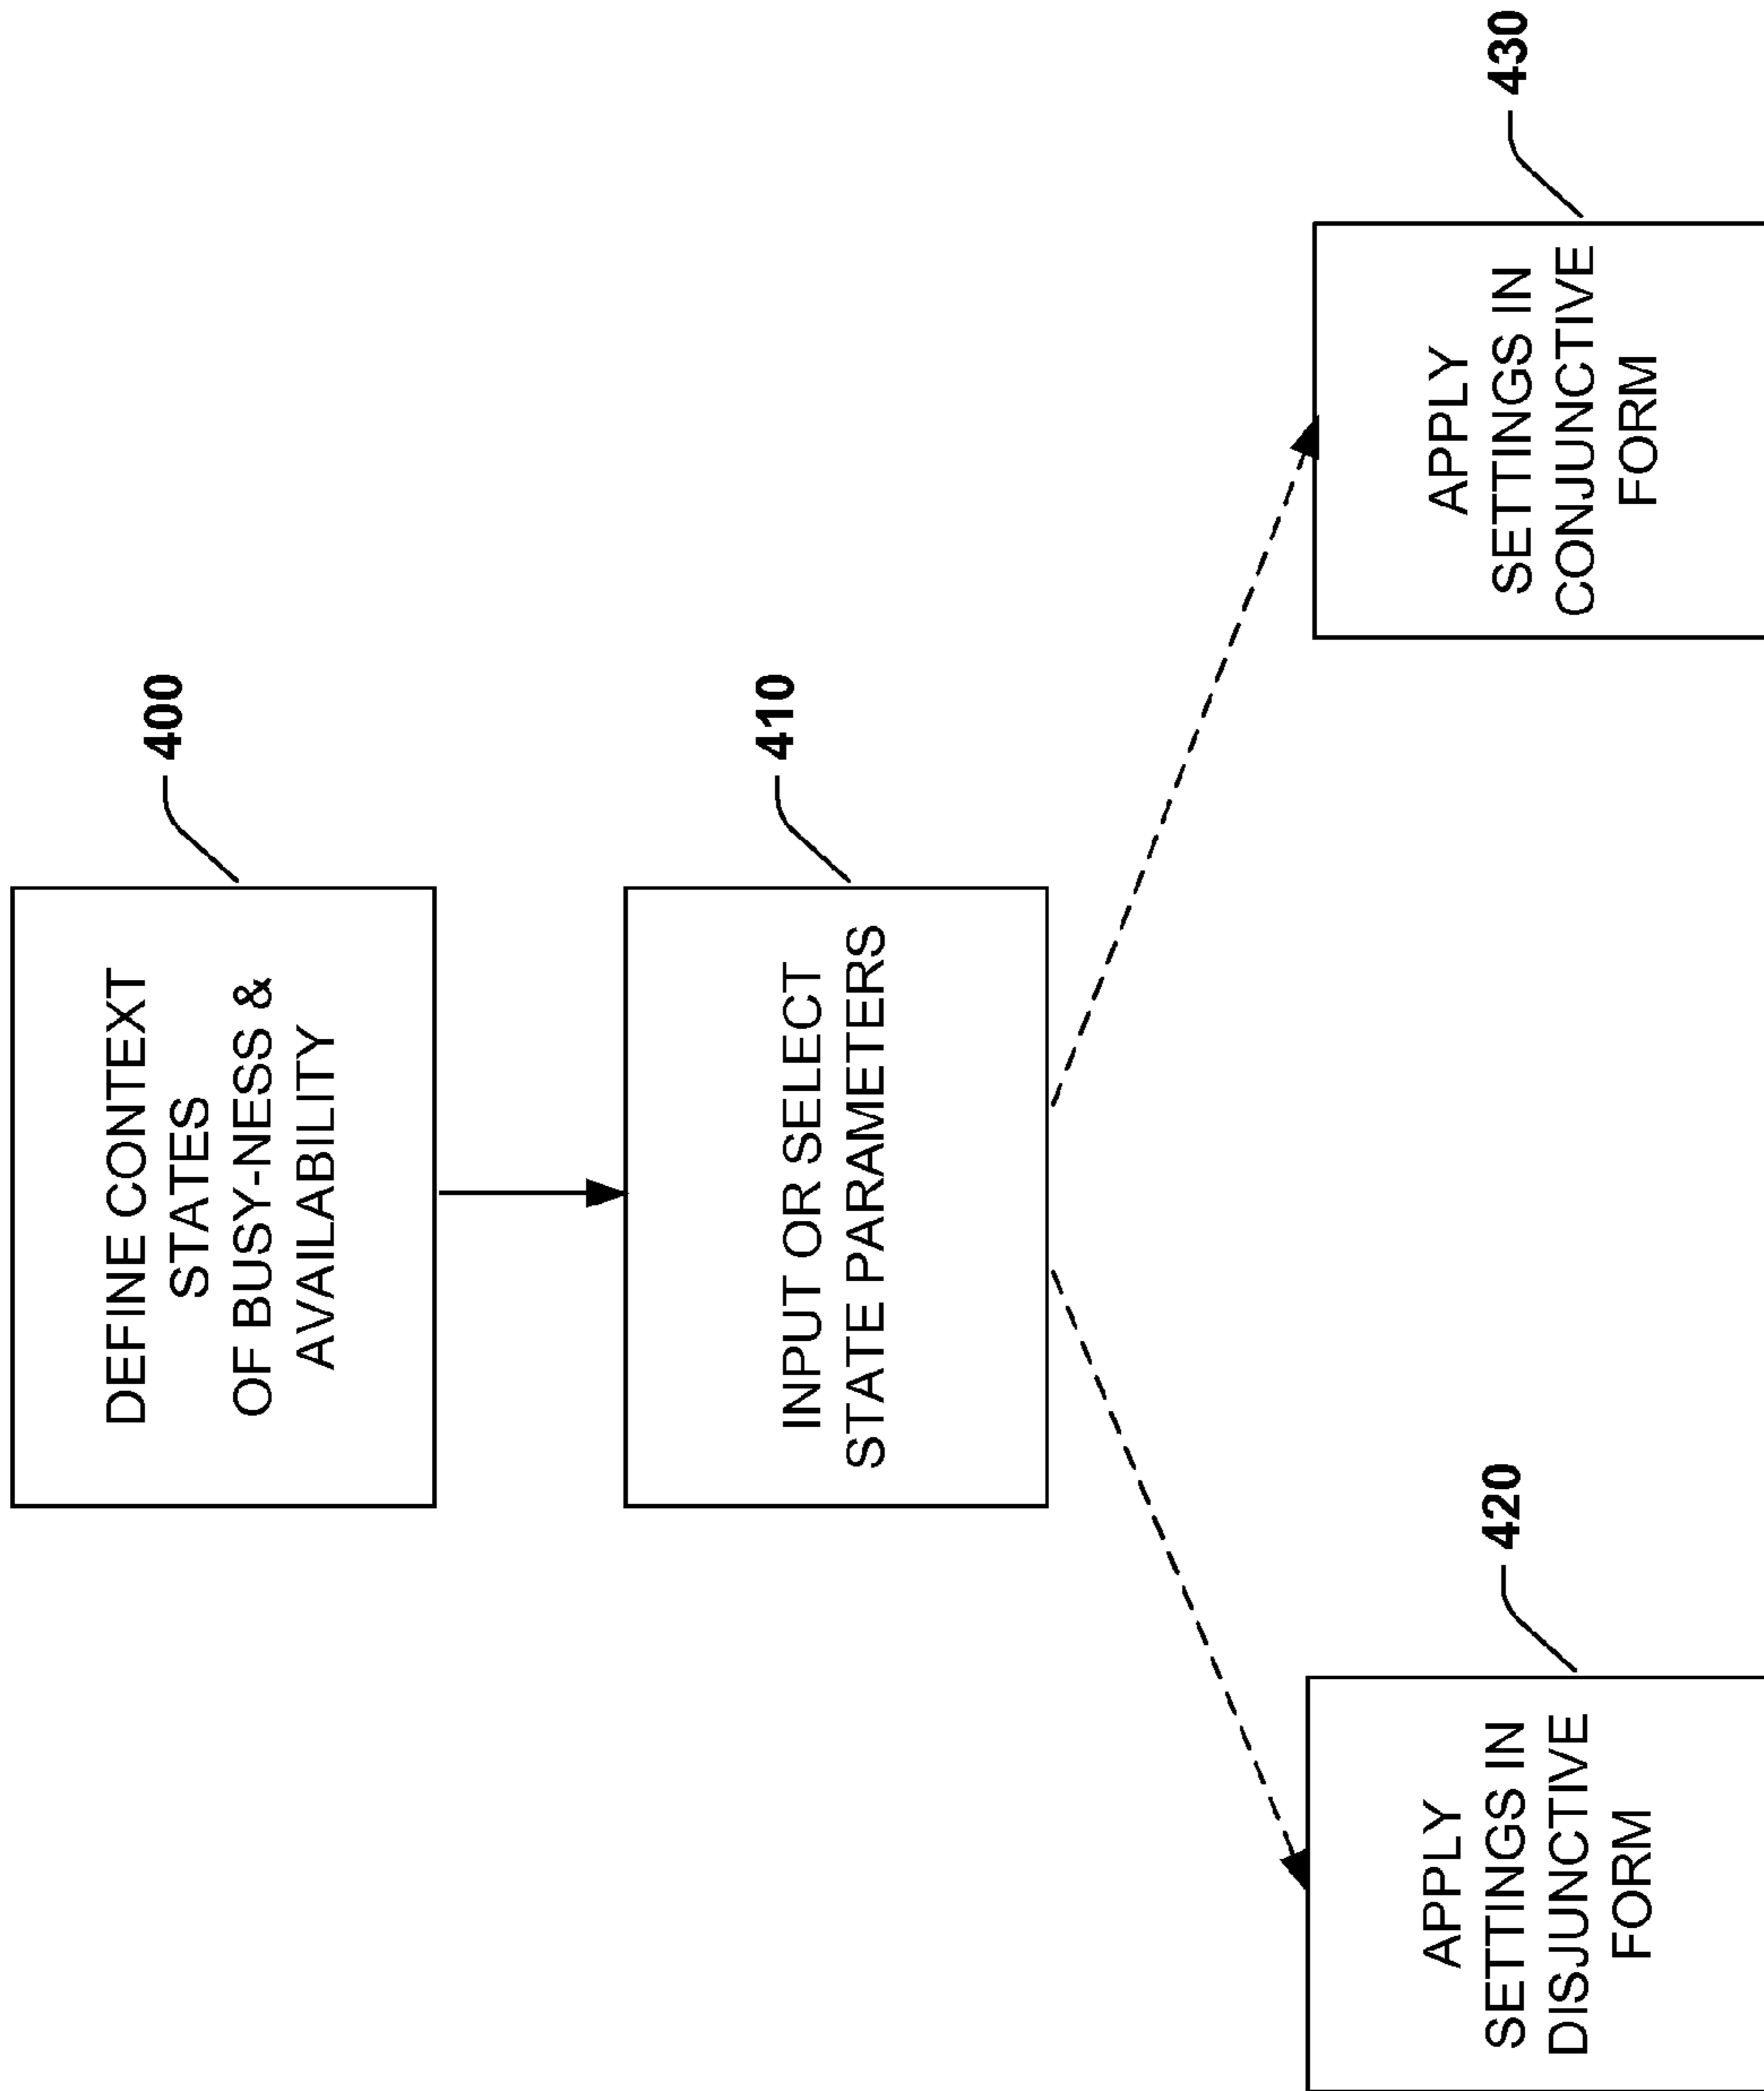 DEFINE CONTEXT
STATES
OF BUSY-NESS &
AVAILABILITY
400
INPUT OR SELECT
STATE PARAMETERS
410
APPLY
SETTINGS IN
DISJUNCTIVE
FORM
420
APPLY
SETTINGS IN
CONJUNCTIVE
FORM
430